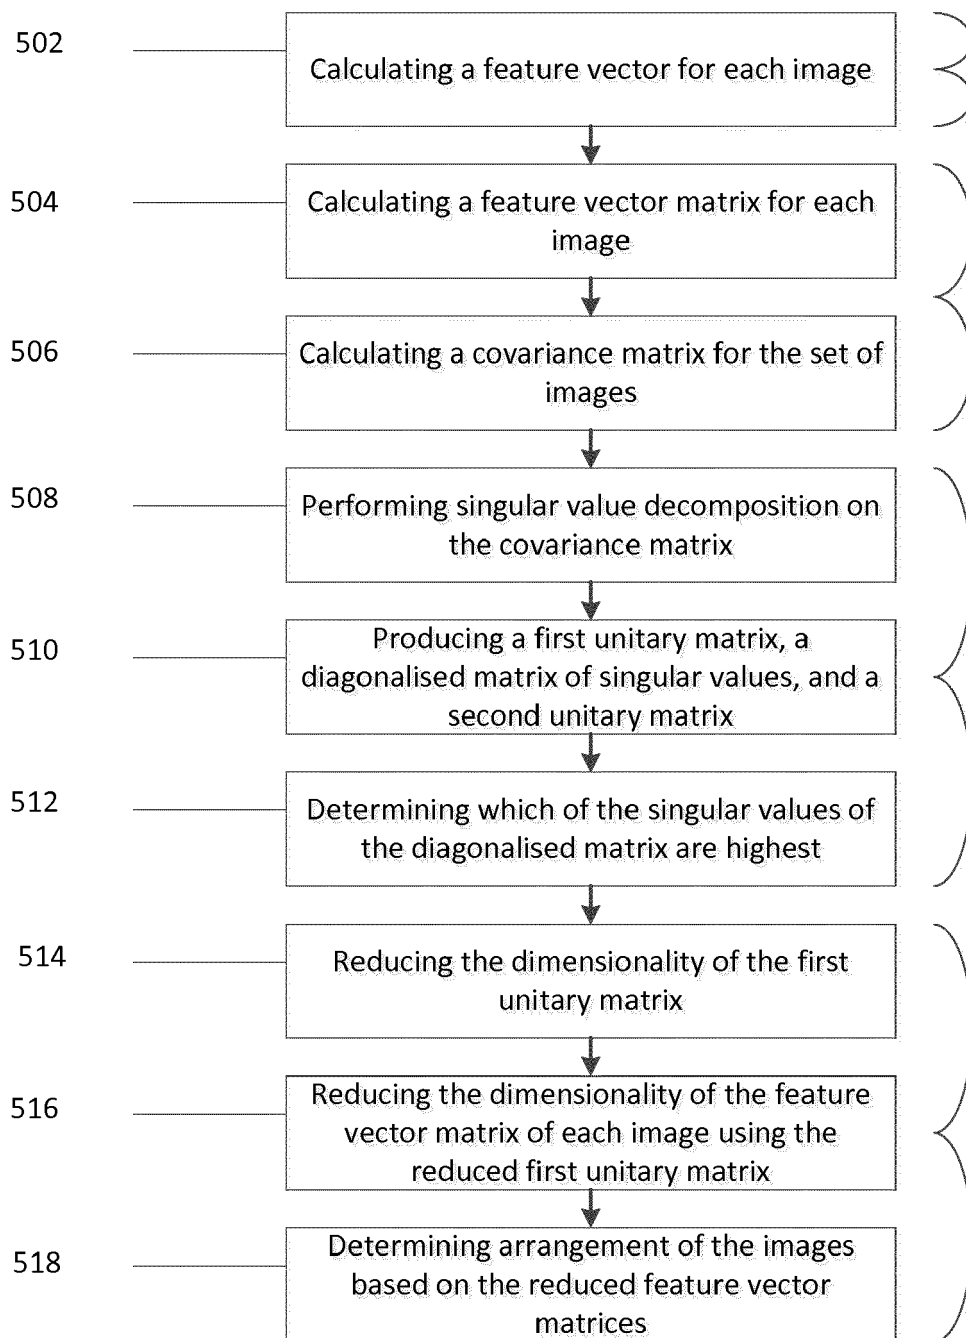 502
Calculating a feature vector for each image
504
Calculating a feature vector matrix for each
image
506
Calculating a covariance matrix for the set of
images
508
Performing singular value decomposition on
the covariance matrix
510
Producing a first unitary matrix, a
diagonalised matrix of singular values, and a
second unitary matrix
512
Determining which of the singular values of
the diagonalised matrix are highest
514
Reducing the dimensionality of the first
unitary matrix
516
Reducing the dimensionality of the feature
vector matrix of each image using the
reduced first unitary matrix
518
Determining arrangement of the images
based on the reduced feature vector
matrices